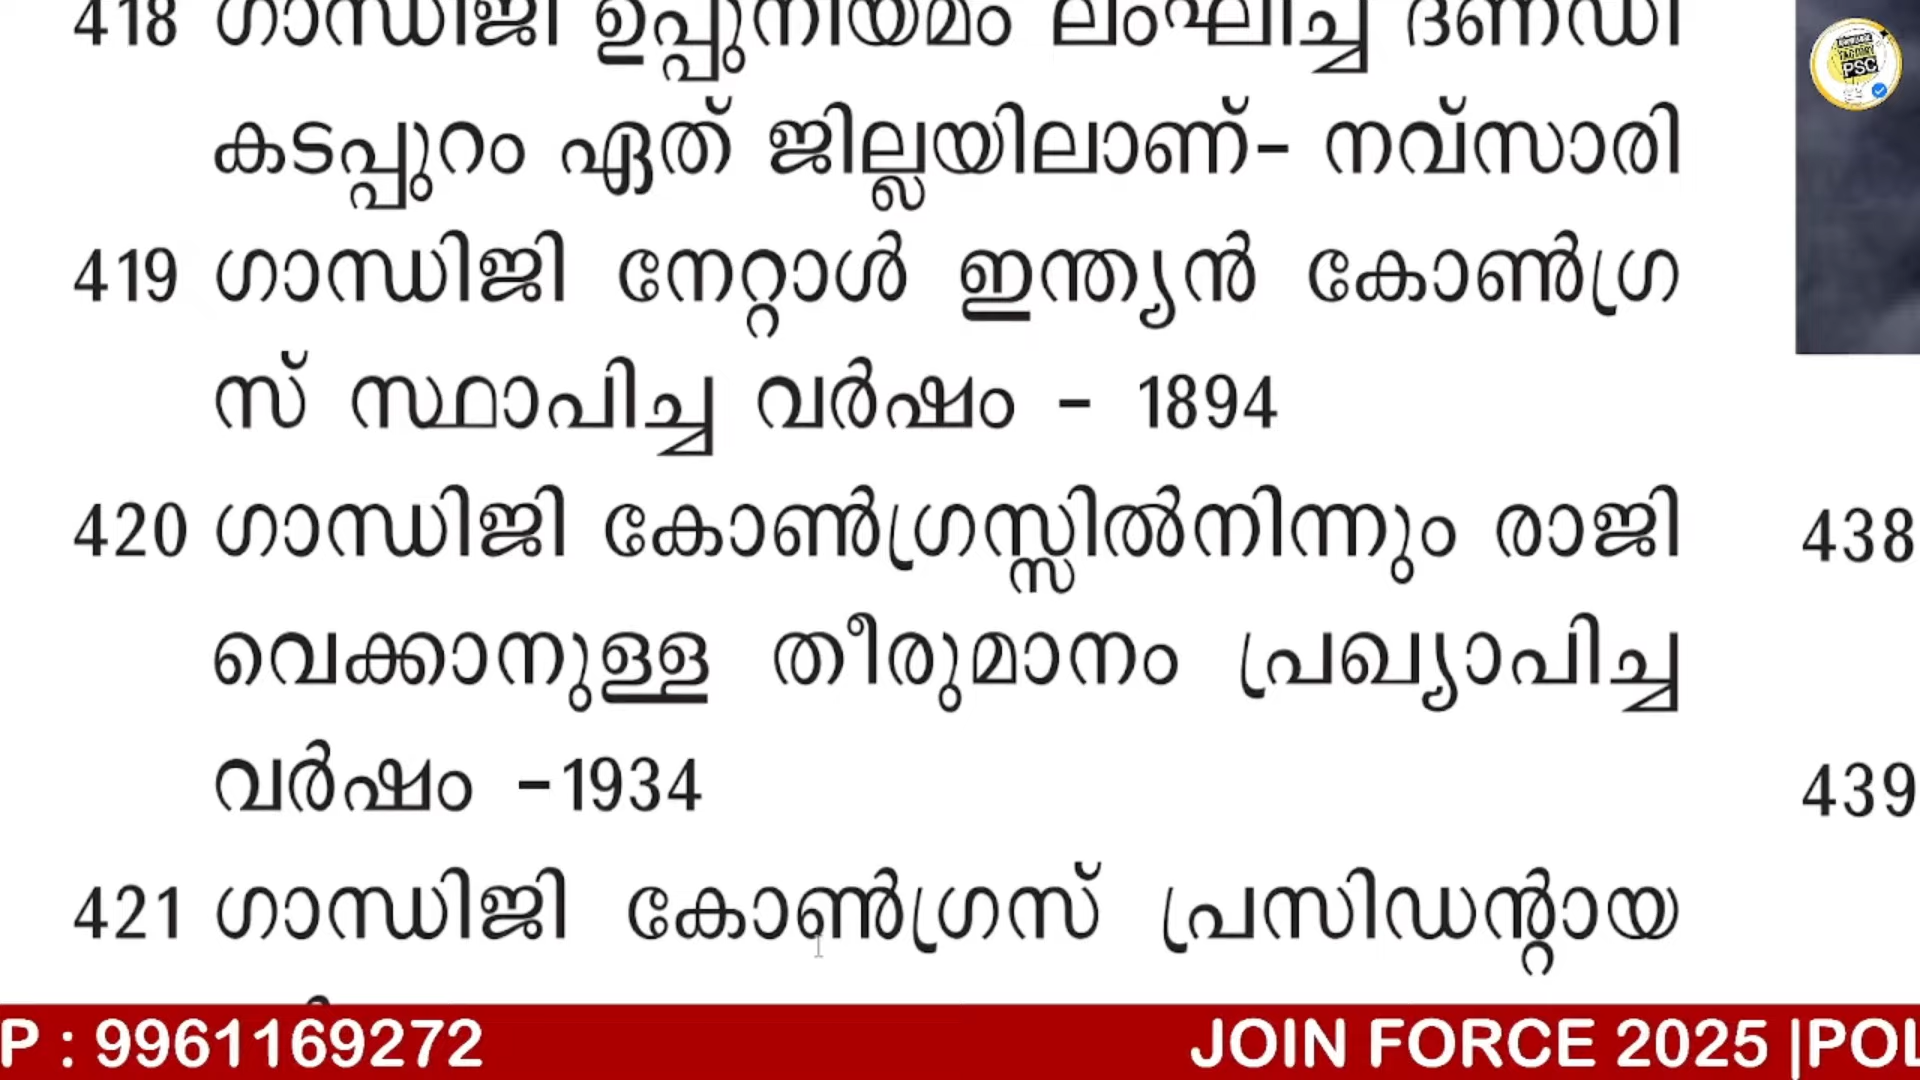 418 ഗാന്ധിജി ഉപ്പുനിയമം ലംഘിച്ച ദണ്ഡി
കടപ്പുറം ഏത് ജില്ലയിലാണ്- നവ്സാരി
419 ഗാന്ധിജി നേറ്റാൾ ഇന്ത്യൻ കോൺഗ്ര
സ് സ്ഥാപിച്ച വർഷം - 1894
420 ഗാന്ധിജി കോൺഗ്രസ്സിൽനിന്നും രാജി
വെക്കാനുള്ള തീരുമാനം പ്രഖ്യാപിച്ച
വർഷം -1934
421 ഗാന്ധിജി കോൺഗ്രസ് പ്രസിഡന്റായ
438
439
PSC
P : 9961169272
JOIN FORCE 2025 |POL